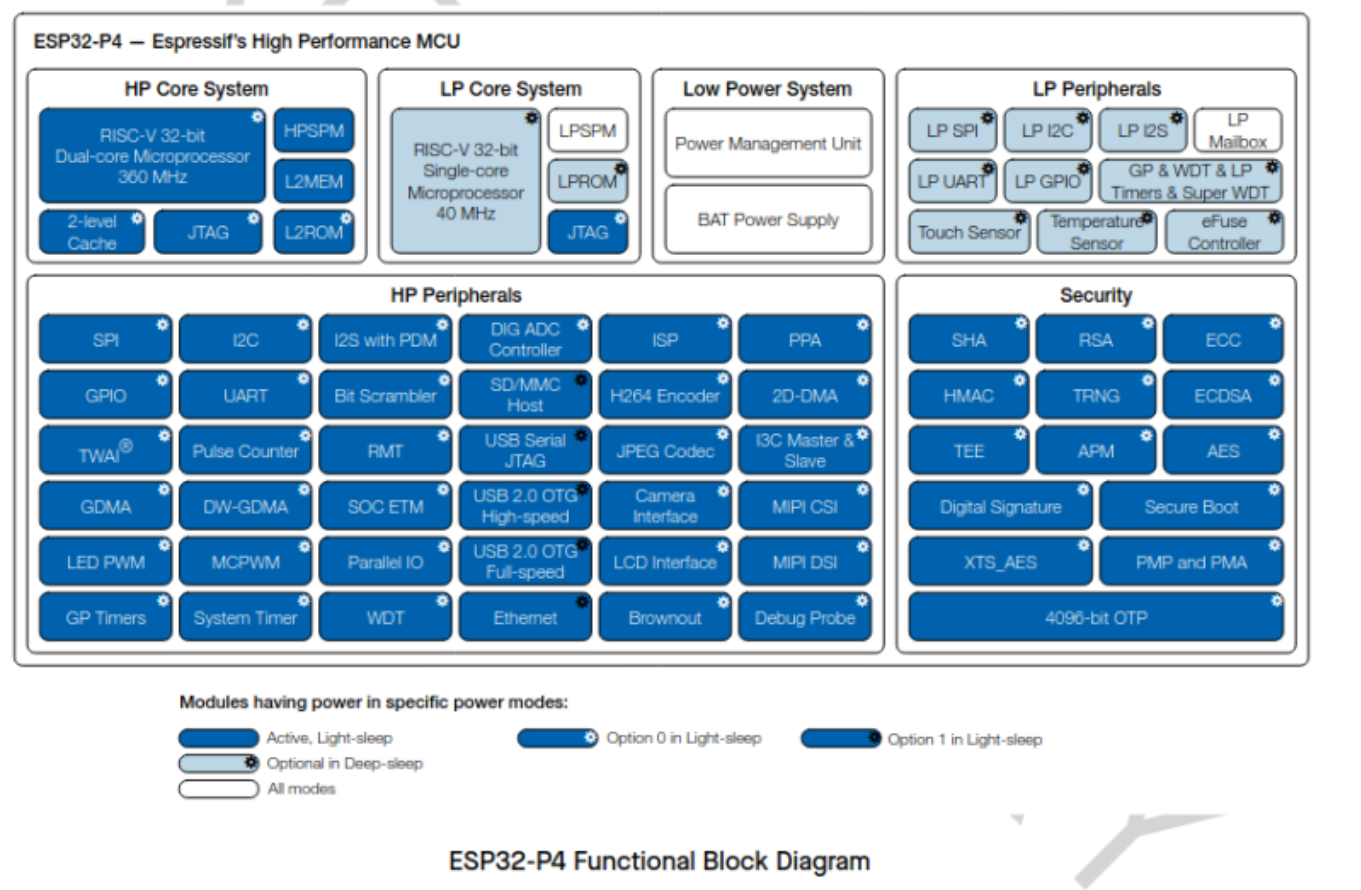 ESP32-P4 — Espressif's High Performance MCU
HP Core System
RISC-V 32-bit
Dual-core Microprocessor
360 MHz
HPSPM
L2MEM
2-level
Cache
JTAG
L2ROM
LP Core System
RISC-V 32-bit
Single-core
Microprocessor
40 MHz
LPSPM
LPROM
JTAG
Low Power System
Power Management Unit
BAT Power Supply
LP Peripherals
LP SPI
LP I2C
LP I2S
LP
Mailbox
LP UART
LP GPIO
GP & WDT & LP
Timers & Super WDT
Touch Sensor
Temperature
Sensor
eFuse
Controller
HP Peripherals
SPI
I2C
I2S with PDM
DIG ADC
Controller
ISP
PPA
GPIO
UART
Bit Scrambler
SD/MMC
Host
H264 Encoder
2D-DMA
TWAI®
Pulse Counter
RMT
USB Serial
JTAG
JPEG Codec
I3C Master &
Slave
GDMA
DW-GDMA
SOC ETM
USB 2.0 OTG
High-speed
Camera
Interface
MIPI CSI
LED PWM
MCPWM
Parallel IO
USB 2.0 OTG
Full-speed
LCD Interface
MIPI DSI
GP Timers
System Timer
WDT
Ethernet
Brownout
Debug Probe
Security
SHA
RSA
ECC
HMAC
TRNG
ECDSA
TEE
APM
AES
Digital Signature
Secure Boot
XTS_AES
PMP and PMA
4096-bit OTP
Modules having power in specific power modes:
Active, Light-sleep
Option 0 in Light-sleep
Option 1 in Light-sleep
Optional in Deep-sleep
All modes
ESP32-P4 Functional Block Diagram